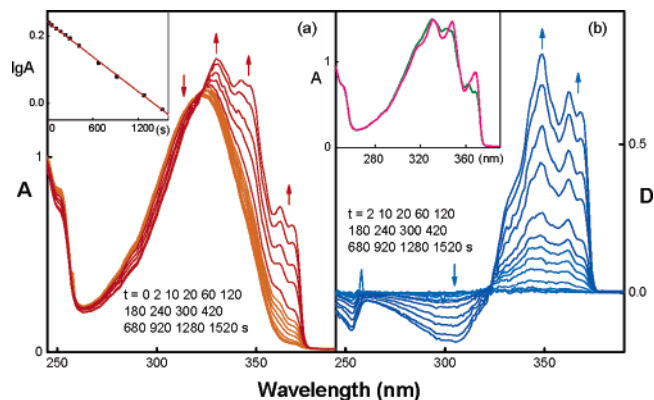 (a)
0.2
lgA
0.0
0 600 1200 (s)
1
A
t = 0 2 10 20 60 120
180 240 300 420
680 920 1280 1520 s
0
250 300 350
(b)
1
A
0
280 320 360 (nm)
0.5
D
t = 2 10 20 60 120
180 240 300 420
680 920 1280 1520 s
0.0
250 300 350
Wavelength (nm)